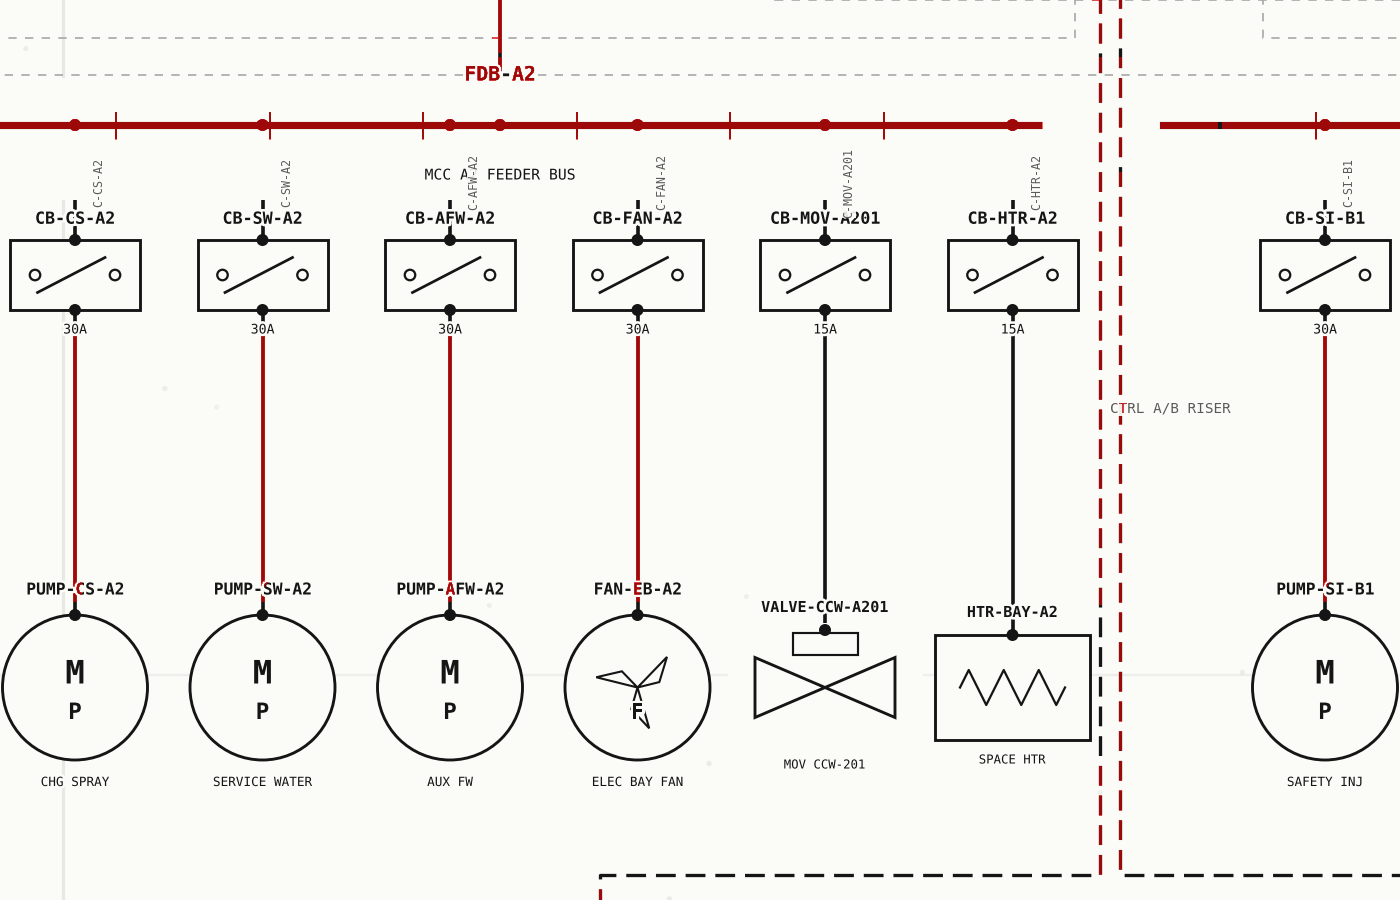 FDB-A2
MCC A2 FEEDER BUS
C-CS-A2
C-SW-A2
C-AFW-A2
C-FAN-A2
C-MOV-A201
C-HTR-A2
C-SI-B1
CB-CS-A2
CB-SW-A2
CB-AFW-A2
CB-FAN-A2
CB-MOV-A201
CB-HTR-A2
CB-SI-B1
30A
30A
30A
30A
15A
15A
30A
CTRL A/B RISER
PUMP-CS-A2
PUMP-SW-A2
PUMP-AFW-A2
FAN-EB-A2
VALVE-CCW-A201
HTR-BAY-A2
PUMP-SI-B1
M
P
M
P
M
P
F
M
P
CHG SPRAY
SERVICE WATER
AUX FW
ELEC BAY FAN
MOV CCW-201
SPACE HTR
SAFETY INJ